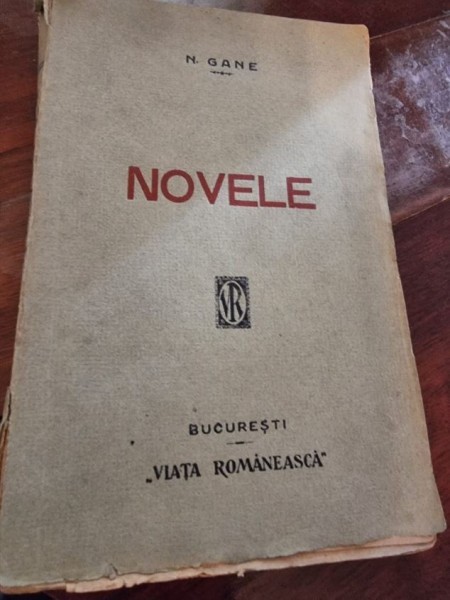 N. GANE
NOVELE
VR
BUCUREȘTI
„VIAȚA ROMÂNEASCĂ”